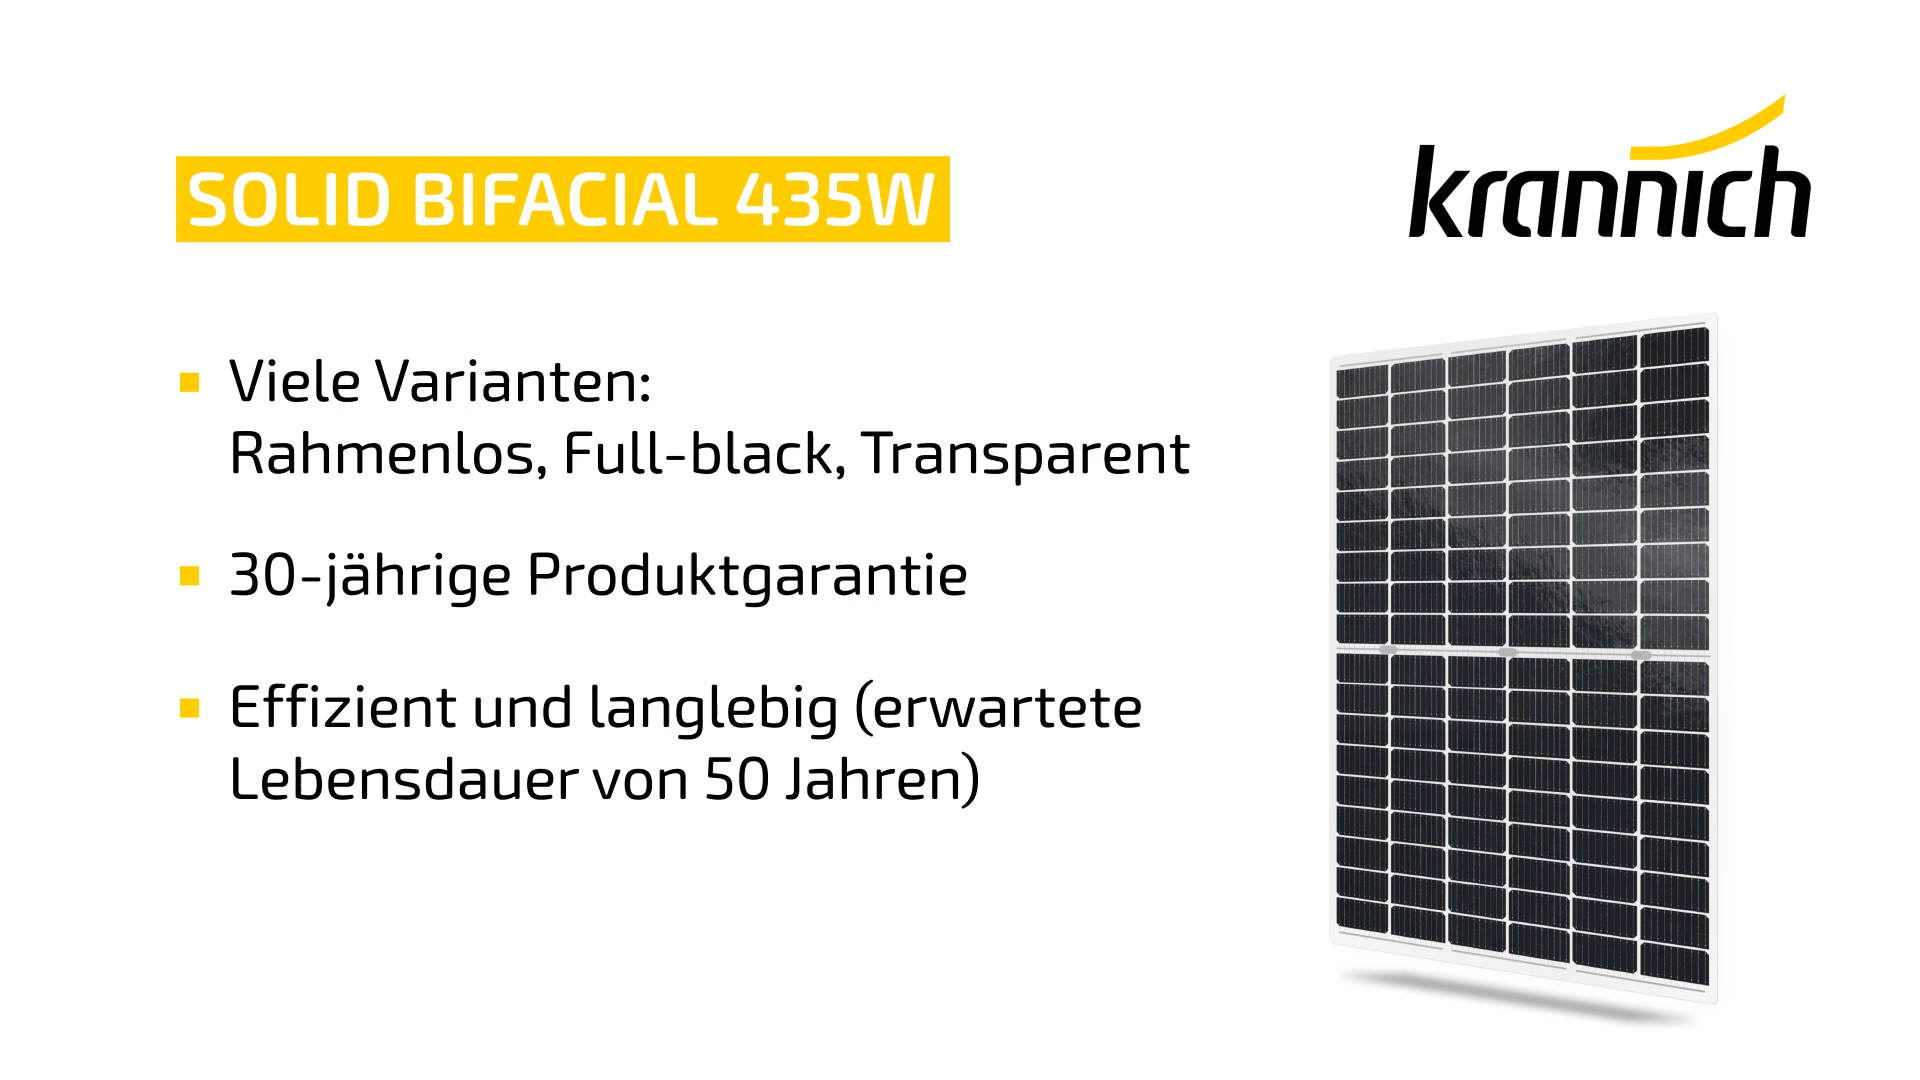 SOLID BIFACIAL 435W
krannich
Viele Varianten:
Rahmenlos, Full-black, Transparent
30-jährige Produktgarantie
Effizient und langlebig (erwartete
Lebensdauer von 50 Jahren)